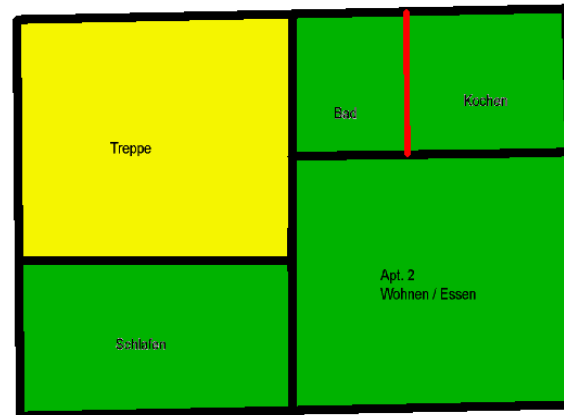 Bad
Kochen
Treppe
Apt. 2
Wohnen / Essen
Schlafen